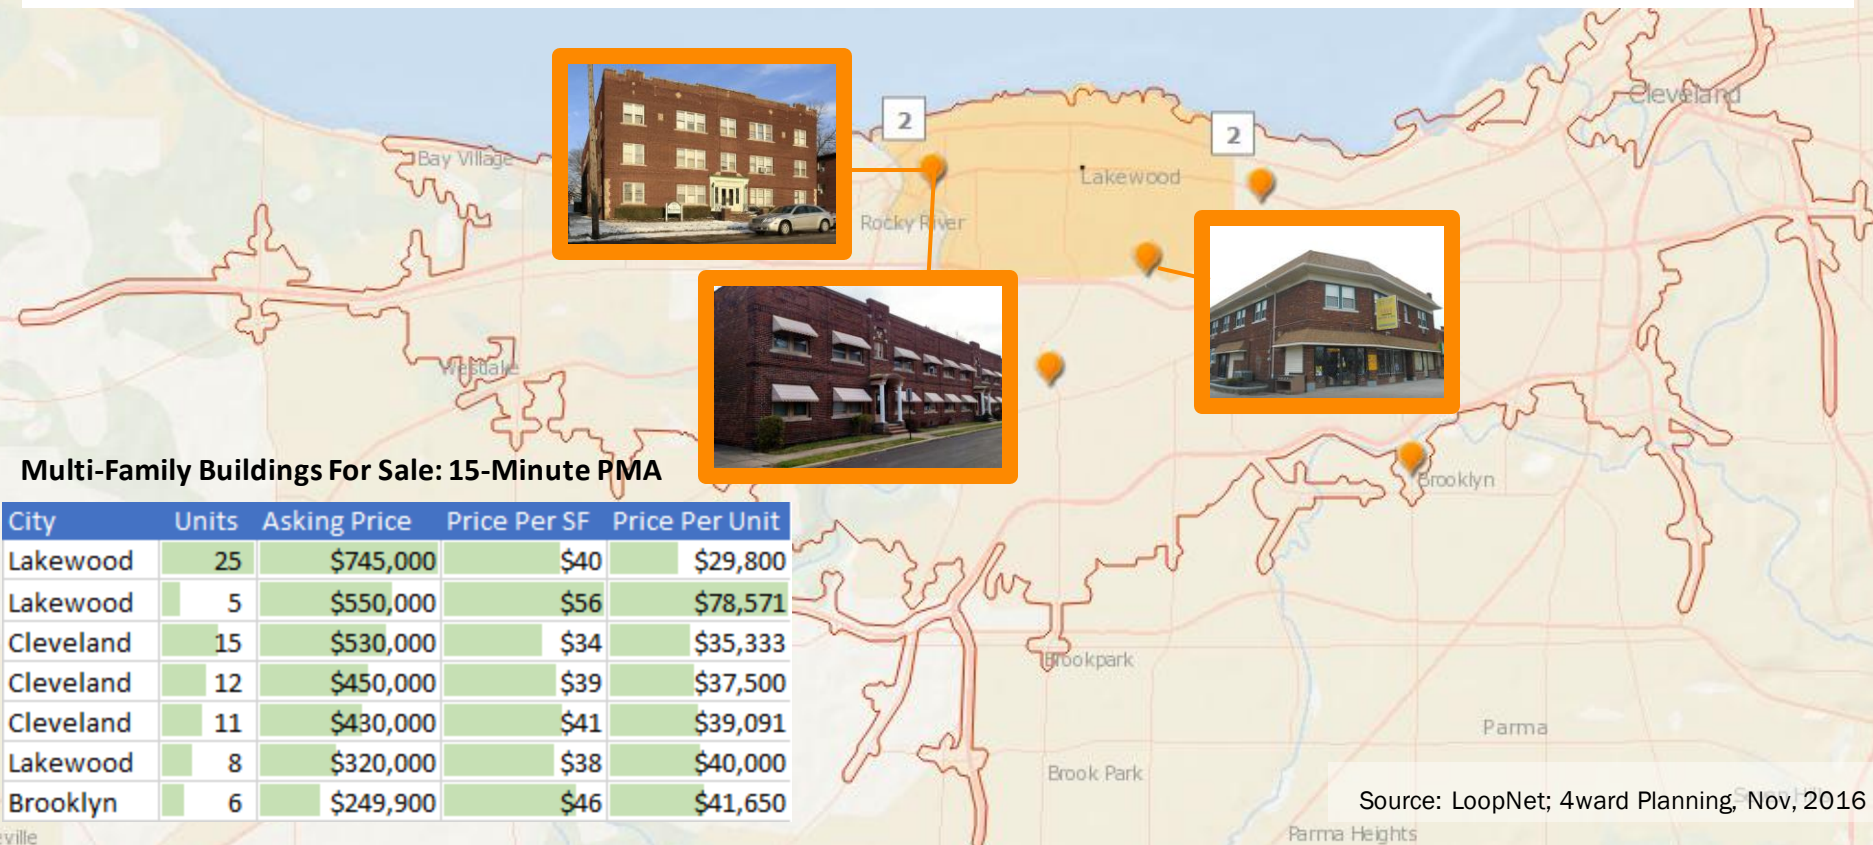 Cleveland
2
2
Bay Village
Lakewood
Rocky River
Westlake
Multi-Family Buildings For Sale: 15-Minute PMA
Brooklyn
City Units Asking Price Price Per SF Price Per Unit
Lakewood 25 $745,000 $40 $29,800
Lakewood 5 $550,000 $56 $78,571
Cleveland 15 $530,000 $34 $35,333
Cleveland 12 $450,000 $39 $37,500
Cleveland 11 $430,000 $41 $39,091
Lakewood 8 $320,000 $38 $40,000
Brooklyn 6 $249,900 $46 $41,650
Brookpark
Parma
Brook Park
Source: LoopNet; 4ward Planning, Nov, 2016
Parma Heights